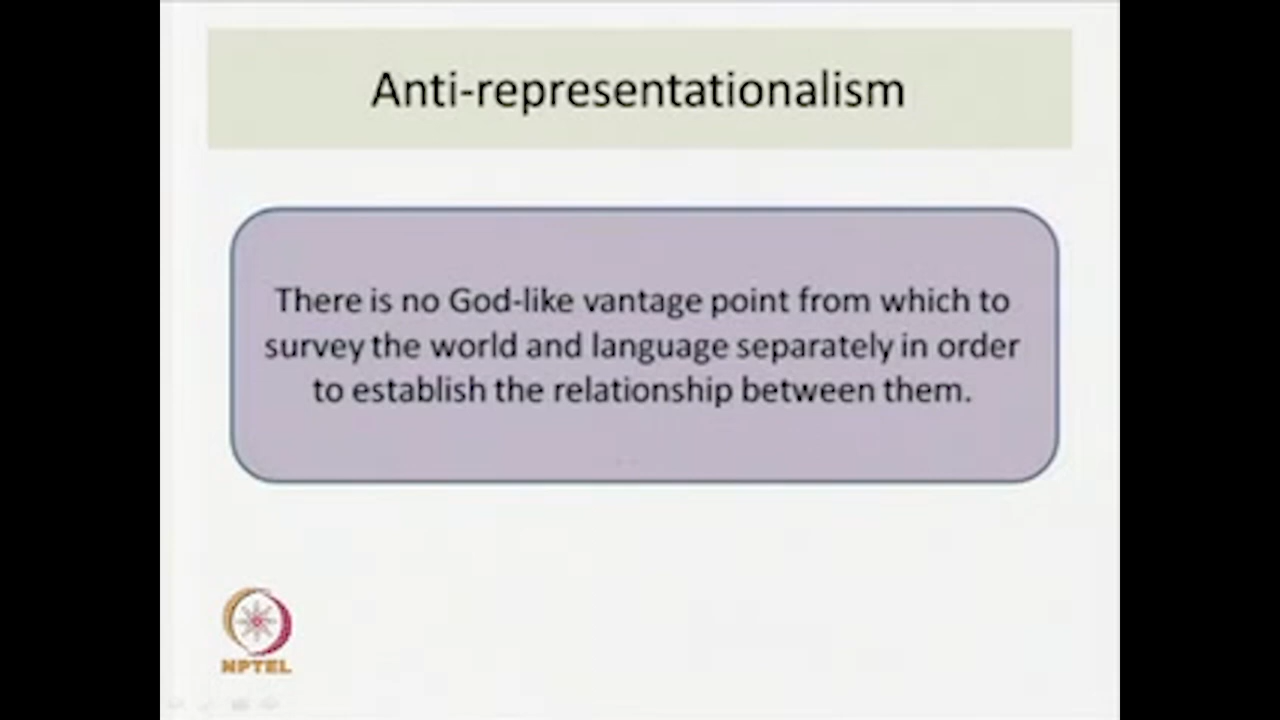 Anti-representationalism
There is no God-like vantage point from which to
survey the world and language separately in order
to establish the relationship between them.
NPTEL